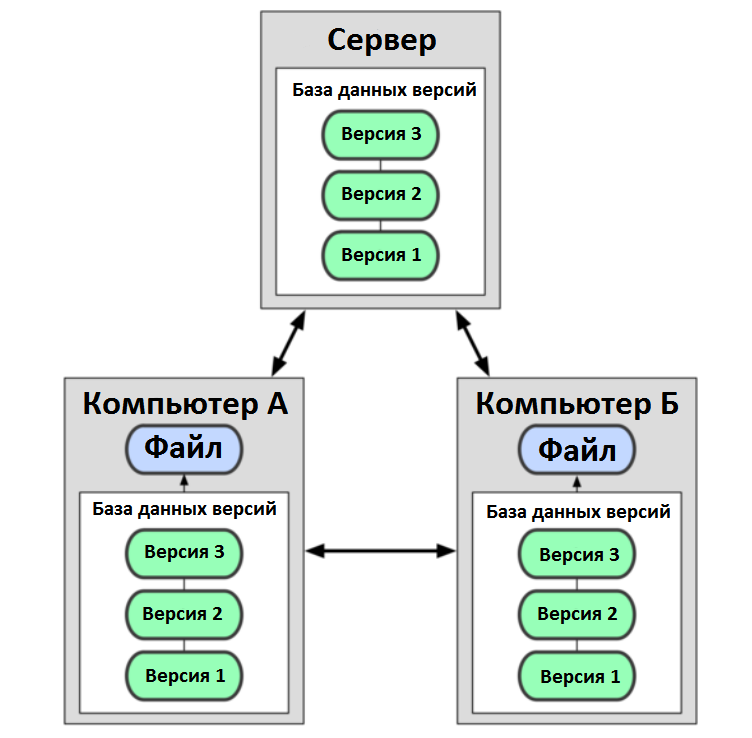 Сервер
База данных версий
Версия 3
Версия 2
Версия 1
Компьютер А
Файл
База данных версий
Версия 3
Версия 2
Версия 1
Компьютер Б
Файл
База данных версий
Версия 3
Версия 2
Версия 1